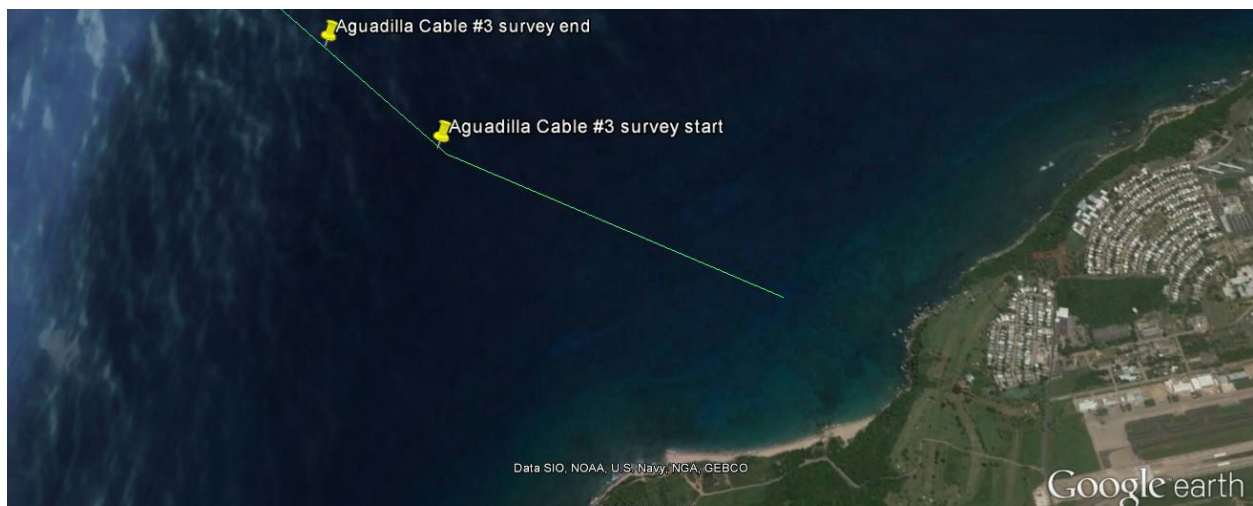 Aguadilla Cable #3 survey end
Aguadilla Cable #3 survey start
Data SIO, NOAA, U.S. Navy, NGA, GEBCO
Google earth